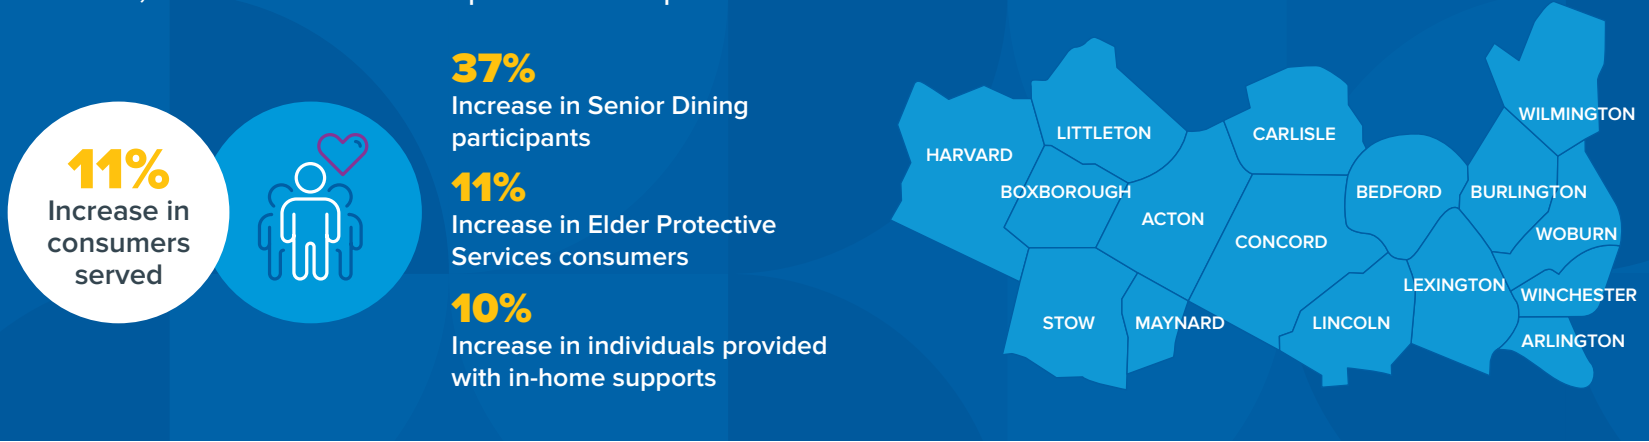 11%
Increase in
consumers
served
37%
Increase in Senior Dining
participants
11%
Increase in Elder Protective
Services consumers
10%
Increase in individuals provided
with in-home supports
WILMINGTON
LITTLETON
CARLISLE
HARVARD
BOXBOROUGH
BEDFORD
BURLINGTON
ACTON
WOBURN
CONCORD
LEXINGTON
WINCHESTER
STOW
MAYNARD
LINCOLN
ARLINGTON